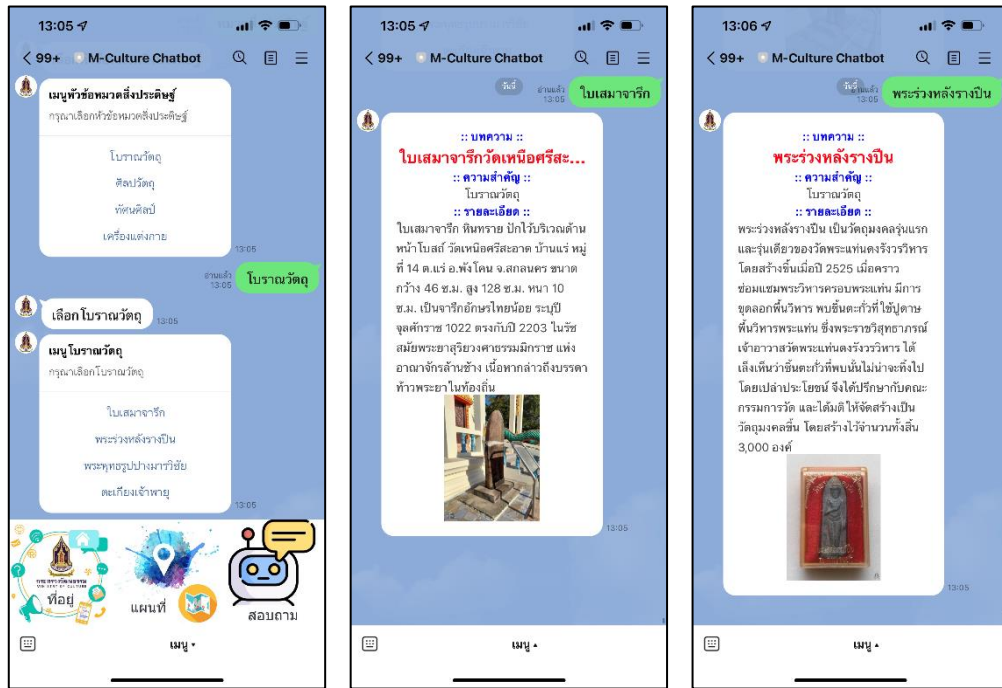 13:05
99+ M-Culture Chatbot
เมนูหัวข้อหมวดสิ่งประดิษฐ์
กรุณาเลือกหัวข้อหมวดสิ่งประดิษฐ์
โบราณวัตถุ
ศิลปวัตถุ
ทัศนศิลป์
เครื่องแต่งกาย
13:05
อ่านแล้ว
13:05
โบราณวัตถุ
เลือกโบราณวัตถุ
13:05
เมนูโบราณวัตถุ
กรุณาเลือกโบราณวัตถุ
ใบเสมาจารึก
พระร่วงหลังรางปืน
พระพุทธรูปปางมารวิชัย
ตะเกียงเจ้าพายุ
13:05
กระทรวงวัฒนธรรม
MINISTRY OF CULTURE
ที่อยู่
แผนที่
สอบถาม
เมนู
13:05
99+ M-Culture Chatbot
วันนี้
อ่านแล้ว
13:05
ใบเสมาจารึก
:: บทความ ::
ใบเสมาจารึกวัดเหนือศรีสะ...
:: ความสำคัญ ::
โบราณวัตถุ
:: รายละเอียด ::
ใบเสมาจารึก หินทราย ปักไว้บริเวณด้าน
หน้าโบสถ์ วัดเหนือศรีสะอาด บ้านแร่ หมู่
ที่ 14 ต.แร่ อ.พังโคน จ.สกลนคร ขนาด
กว้าง 46 ซ.ม. สูง 128 ซ.ม. หนา 10
ซ.ม. เป็นจารึกอักษรไทยน้อย ระบุปี
จุลศักราช 1022 ตรงกับปี 2203 ในรัช
สมัยพระยาสุริยวงศาธรรมมิกราช แห่ง
อาณาจักรล้านช้าง เนื้อหากล่าวถึงบรรดา
ท้าวพระยาในท้องถิ่น
13:05
เมนู
13:06
99+ M-Culture Chatbot
วันนี้
อ่านแล้ว
13:05
พระร่วงหลังรางปืน
:: บทความ ::
พระร่วงหลังรางปืน
:: ความสำคัญ ::
โบราณวัตถุ
:: รายละเอียด ::
พระร่วงหลังรางปืน เป็นวัตถุมงคลรุ่นแรก
และรุ่นเดียวของวัดพระแท่นดงรังวรวิหาร
โดยสร้างขึ้นเมื่อปี 2525 เมื่อคราว
ซ่อมแซมพระวิหารครอบพระแท่น มีการ
ขุดลอกพื้นวิหาร พบชิ้นตะกั่วที่ใช้ปูดาษ
พื้นวิหารพระแท่น ซึ่งพระราชวิสุทธาภรณ์
เจ้าอาวาสวัดพระแท่นดงรังวรวิหาร ได้
เล็งเห็นว่าชิ้นตะกั่วที่พบนั้นไม่น่าจะทิ้งไป
โดยเปล่าประโยชน์ จึงได้ปรึกษากับคณะ
กรรมการวัด และได้มติให้จัดสร้างเป็น
วัตถุมงคลขึ้น โดยสร้างไว้จำนวนทั้งสิ้น
3,000 องค์
13:05
เมนู